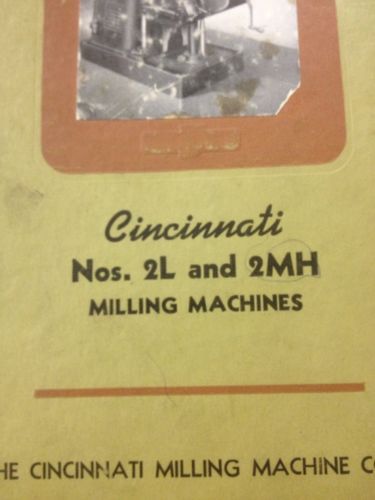 Cincinnati
Nos. 2L and 2MH
MILLING MACHINES
HE CINCINNATI MILLING MACHINE C